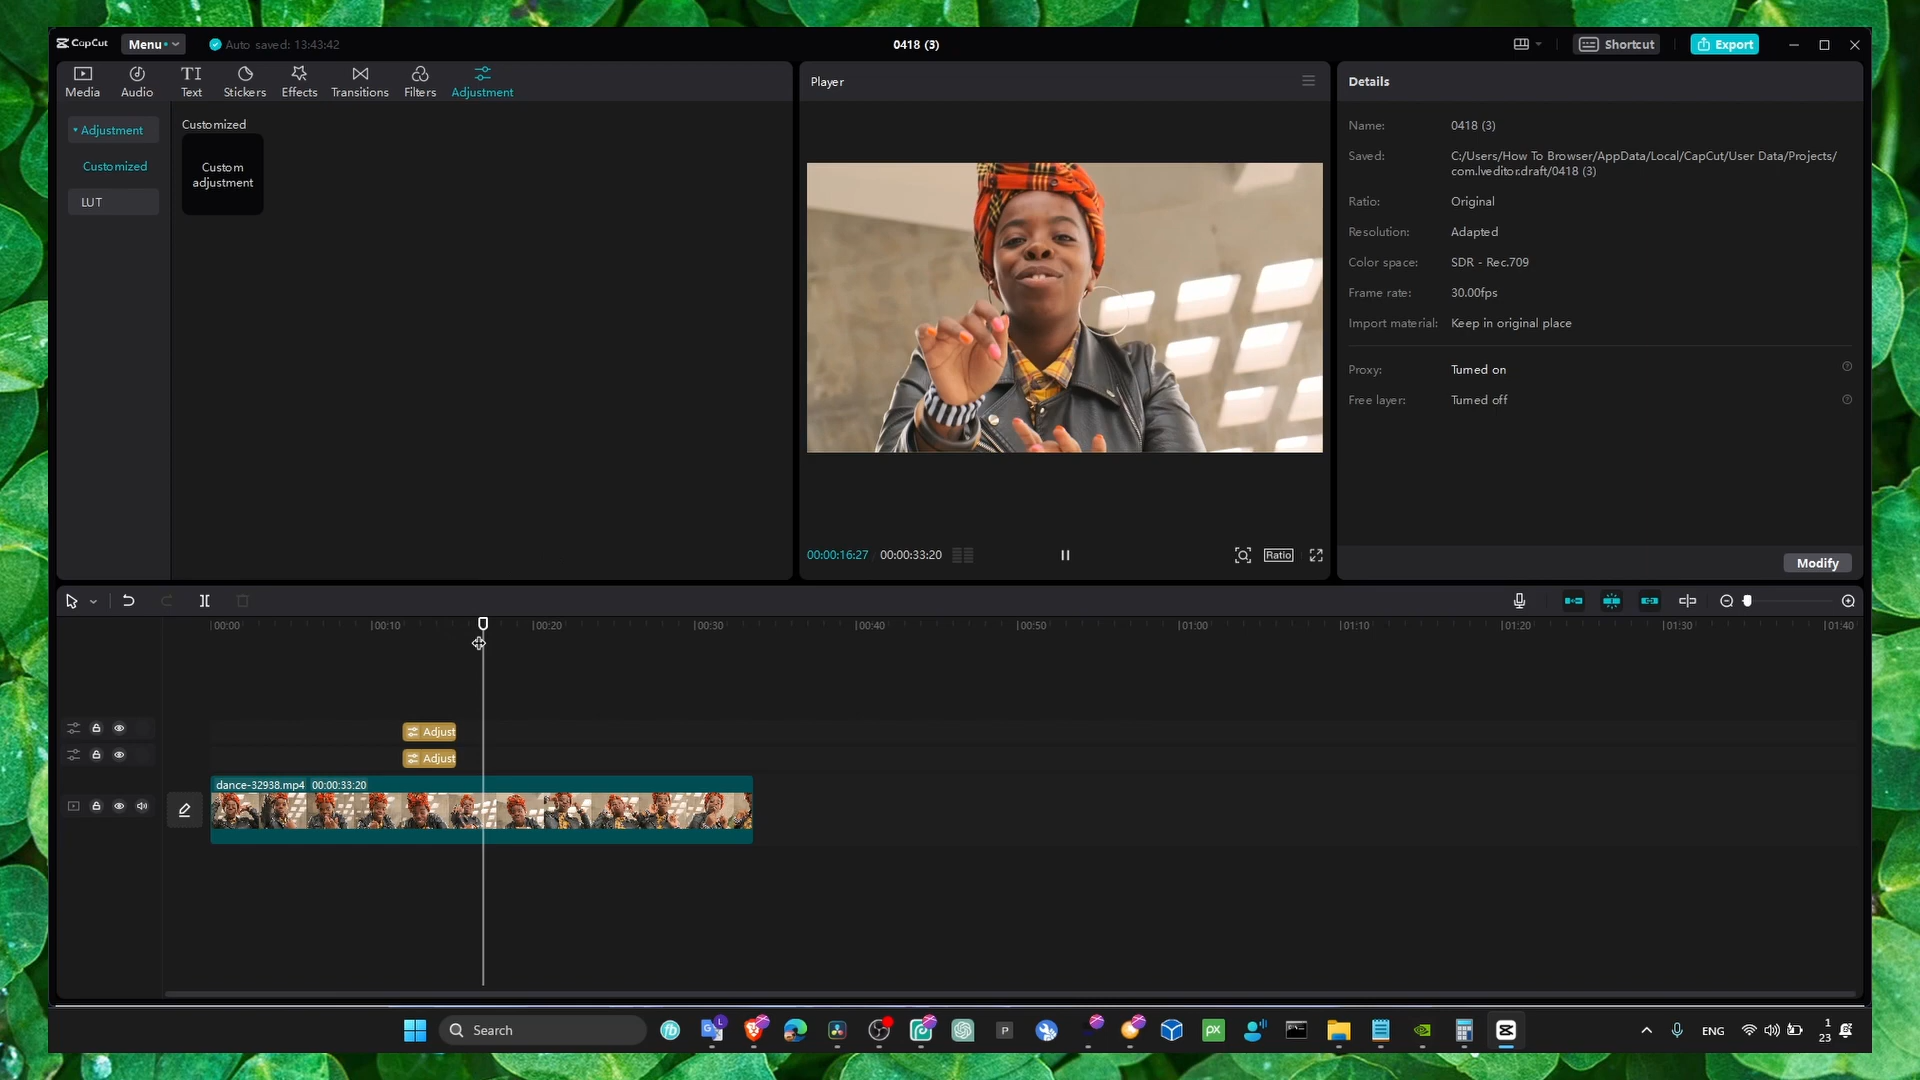 CapCut
Menu
Auto saved: 13:43:42
0418 (3)
Shortcut
Export
Media
Audio
Text
Stickers
Effects
Transitions
Filters
Adjustment
Adjustment
Customized
LUT
Customized
Custom
adjustment
Player
00:00:16:27 / 00:00:33:20
Ratio
Details
Name: 0418 (3)
Saved: C:/Users/How To Browser/AppData/Local/CapCut/User Data/Projects/
com.lveditor.draft/0418 (3)
Ratio: Original
Resolution: Adapted
Color space: SDR - Rec.709
Frame rate: 30.00fps
Import material: Keep in original place
Proxy: Turned on
Free layer: Turned off
Modify
00:00 00:10 00:20 00:30 00:40 00:50 01:00 01:10 01:20 01:30 01:40
Adjust
Adjust
dance-32938.mp4 00:00:33:20
Search
ENG
1
23